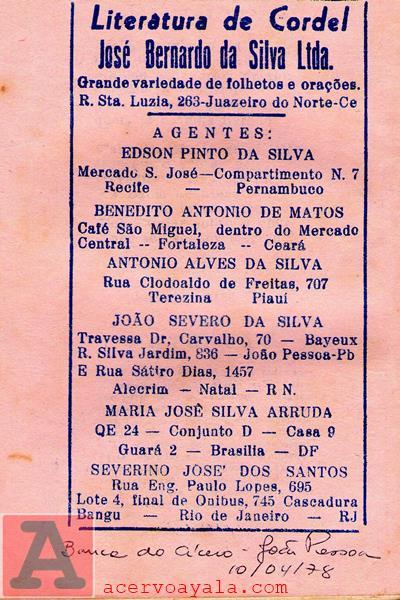 Literatura de Cordel
José Bernardo da Silva Ltda.
Grande variedade de folhetos e orações.
R. Sta. Luzia, 263-Juazeiro do Norte-Ce
AGENTES:
EDSON PINTO DA SILVA
Mercado S. José—Compartimento N. 7
Recife — Pernambuco
BENEDITO ANTONIO DE MATOS
Café São Miguel, dentro do Mercado
Central -- Fortaleza -- Ceará
ANTONIO ALVES DA SILVA
Rua Clodoaldo de Freitas, 707
Terezina Piauí
JOÃO SEVERO DA SILVA
Travessa Dr, Carvalho, 70 — Bayeux
R. Silva Jardim, 836 — João Pessoa-Pb
E Rua Sátiro Dias, 1457
Alecrim — Natal — R N.
MARIA JOSÊ SILVA ARRUDA
QE 24 — Conjunto D — Casa 9
Guará 2 — Brasilia — DF
SEVERINO JOSE' DOS SANTOS
Rua Eng. Paulo Lopes, 695
Lote 4, final de Onibus, 745 Cascadura
Bangu — Rio de Janeiro — RJ
Banca do Cícero - João Pessoa
10/04/78
A
acervoayala.com